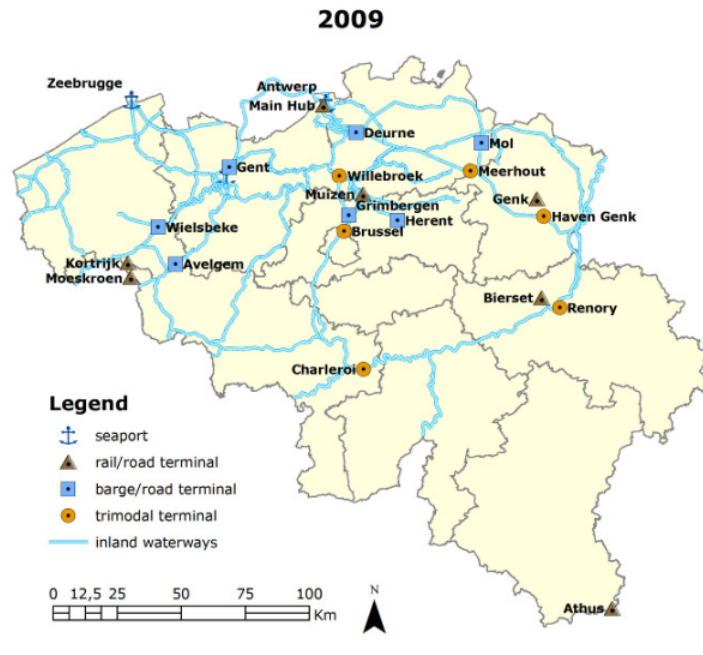 2009
Zeebrugge
Antwerp
Main Hub
Deurne
Mol
Gent
Willebroek
Meerhout
Muizen
Genk
Grimbergen
Haven Genk
Herent
Wielsbeke
Brussel
Kortrijk
Avelgem
Moeskroen
Bierset
Renory
Charleroi
Legend
seaport
rail/road terminal
barge/road terminal
trimodal terminal
inland waterways
0 12,5 25 50 75 100
Km
N
Athus